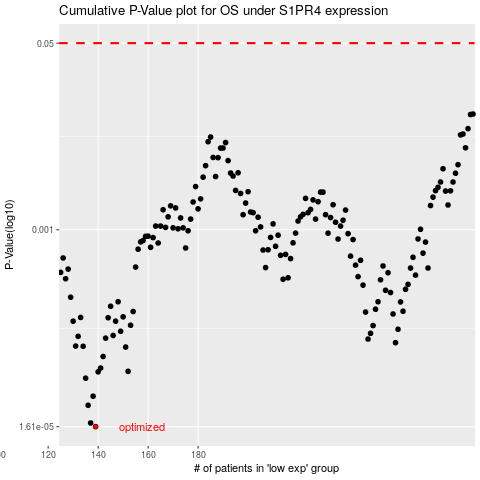 Cumulative P-Value plot for OS under S1PR4 expression
P-Value(log10)
0.05
0.001
1.61e-05
optimized
00 120 140 160 180
# of patients in 'low exp' group